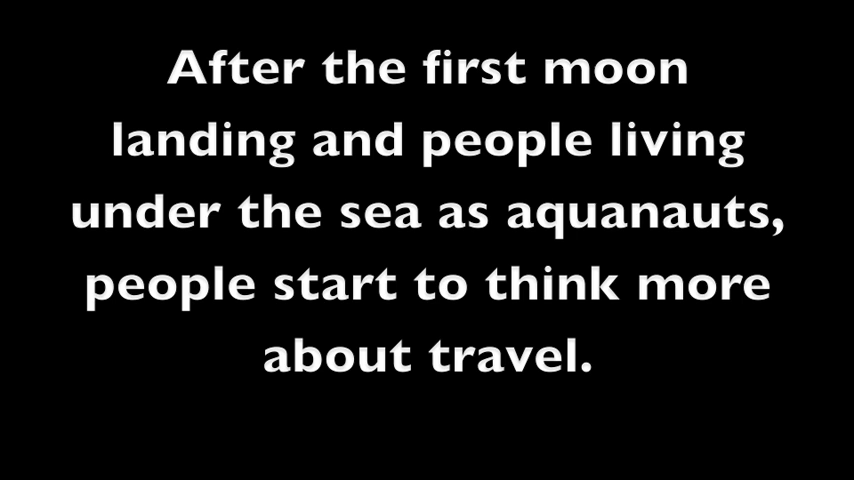 After the first moon
landing and people living
under the sea as aquanauts,
people start to think more
about travel.